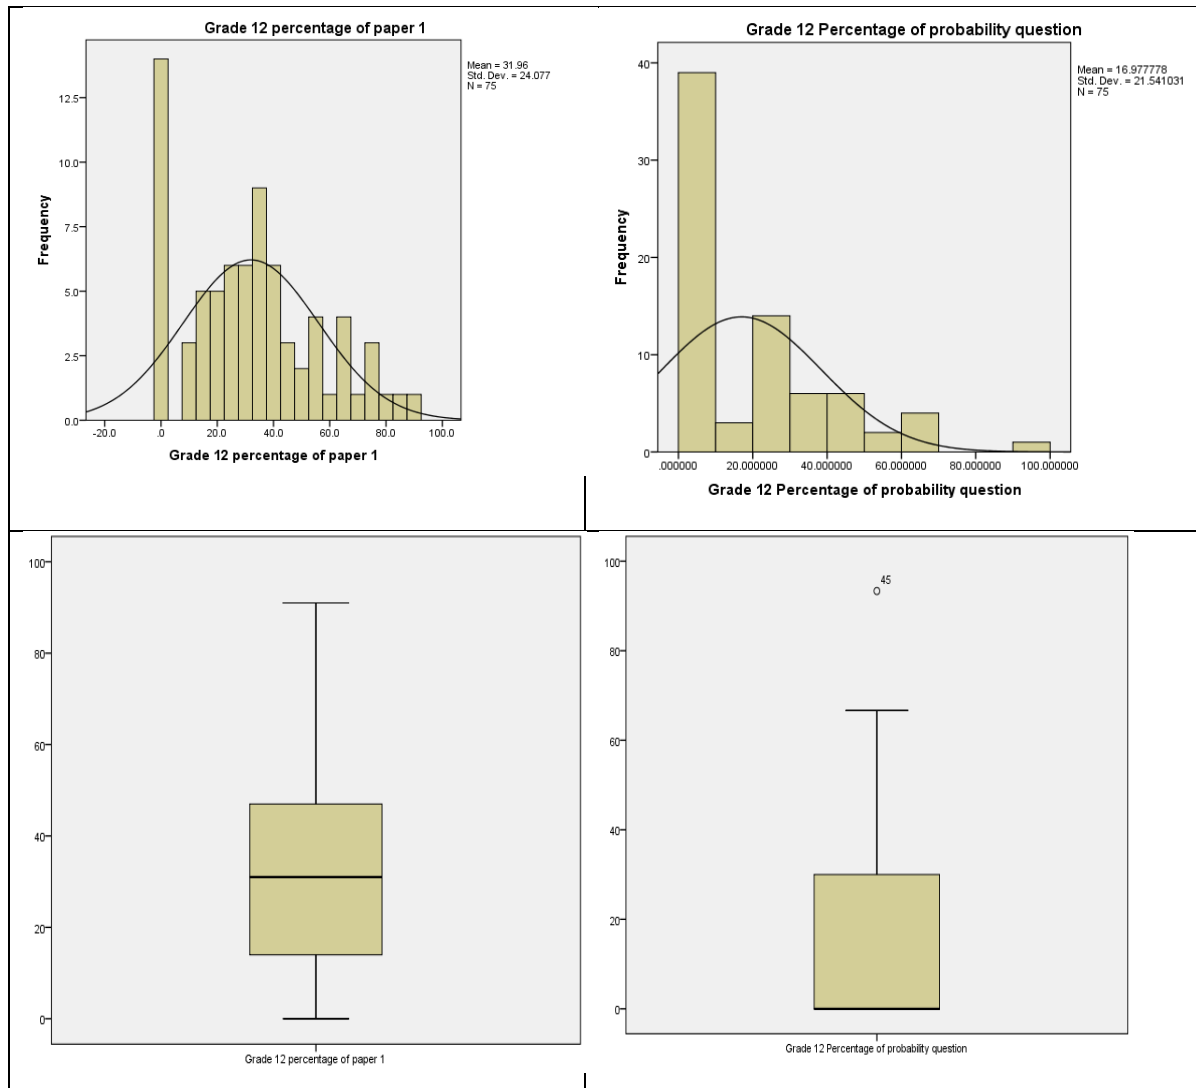 Grade 12 percentage of paper 1
Mean = 31.96
Std. Dev. = 24.077
N = 75
12.5
10.0
7.5
5.0
2.5
0.0
Frequency
-20.0 .0 20.0 40.0 60.0 80.0 100.0
Grade 12 percentage of paper 1
Grade 12 Percentage of probability question
Mean = 16.977778
Std. Dev. = 21.541031
N = 75
40
30
20
10
0
Frequency
.000000 20.000000 40.000000 60.000000 80.000000 100.000000
Grade 12 Percentage of probability question
100
80
60
40
20
0
Grade 12 percentage of paper 1
100
80
60
40
20
0
45
Grade 12 Percentage of probability question